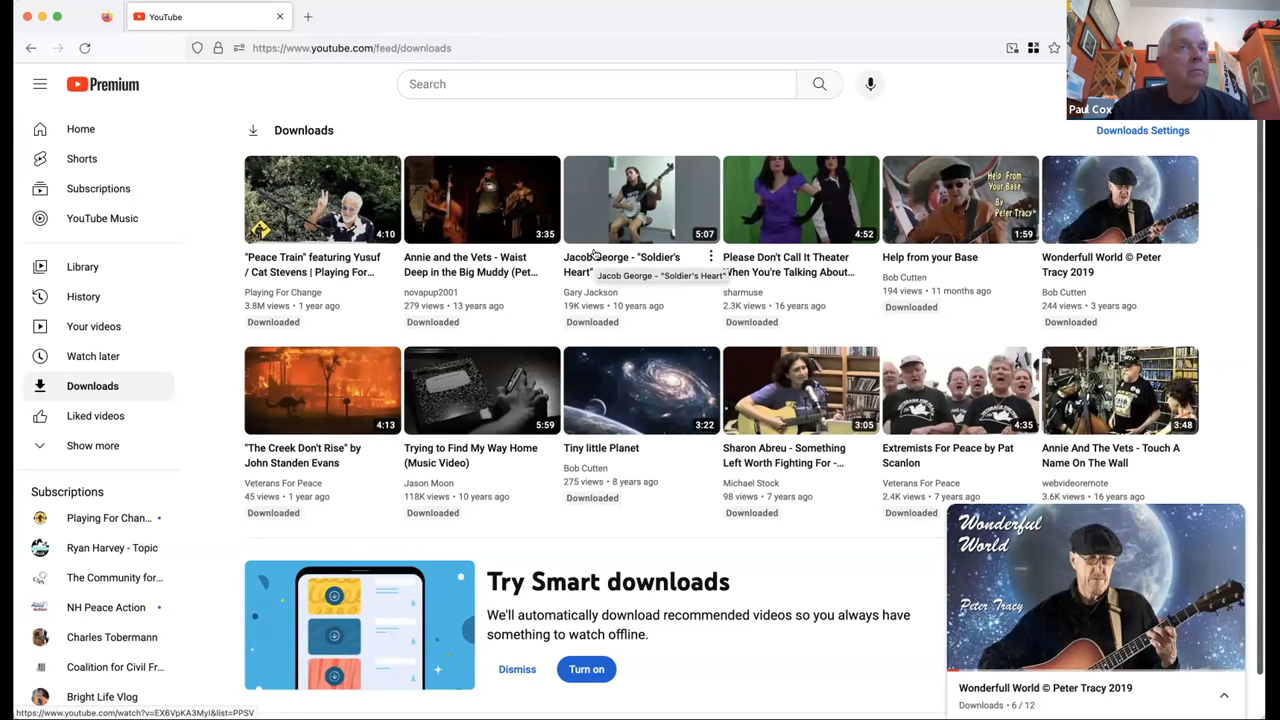 YouTube
https://www.youtube.com/feed/downloads
Premium
Search
Paul Cox
Home
Shorts
Subscriptions
YouTube Music
Library
History
Your videos
Watch later
Downloads
Liked videos
Show more
Subscriptions
Playing For Chan...
Ryan Harvey - Topic
The Community for...
NH Peace Action
Charles Tobermann
Coalition for Civil Fr...
Bright Life Vlog
Downloads
Downloads Settings
4:10
"Peace Train" featuring Yusuf
/ Cat Stevens | Playing For...
Playing For Change
3.8M views • 1 year ago
Downloaded
3:35
Annie and the Vets - Waist
Deep in the Big Muddy (Pet...
novapup2001
279 views • 13 years ago
Downloaded
5:07
Jacob George - "Soldier's
Heart"
Jacob George - "Soldier's Heart"
Gary Jackson
19K views • 10 years ago
Downloaded
4:52
Please Don't Call It Theater
When You're Talking About...
sharmuse
2.3K views • 16 years ago
Downloaded
Help From
Your Base
By
Peter Tracy
1:59
Help from your Base
Bob Cutten
194 views • 11 months ago
Downloaded
3:15
Wonderfull World © Peter
Tracy 2019
Bob Cutten
244 views • 3 years ago
Downloaded
4:13
"The Creek Don't Rise" by
John Standen Evans
Veterans For Peace
45 views • 1 year ago
Downloaded
5:59
Trying to Find My Way Home
(Music Video)
Jason Moon
118K views • 10 years ago
Downloaded
3:22
Tiny little Planet
Bob Cutten
275 views • 8 years ago
Downloaded
3:05
Sharon Abreu - Something
Left Worth Fighting For -...
Michael Stock
98 views • 7 years ago
Downloaded
4:35
Extremists For Peace by Pat
Scanlon
Veterans For Peace
2.4K views • 7 years ago
Downloaded
3:48
Annie And The Vets - Touch A
Name On The Wall
webvideoremote
3.6K views • 16 years ago
Try Smart downloads
We'll automatically download recommended videos so you always have
something to watch offline.
Dismiss
Turn on
Wonderful
World
Peter Tracy
Wonderfull World © Peter Tracy 2019
Downloads • 6 / 12
https://www.youtube.com/watch?v=EX6VpKA3MyI&list=PPSV